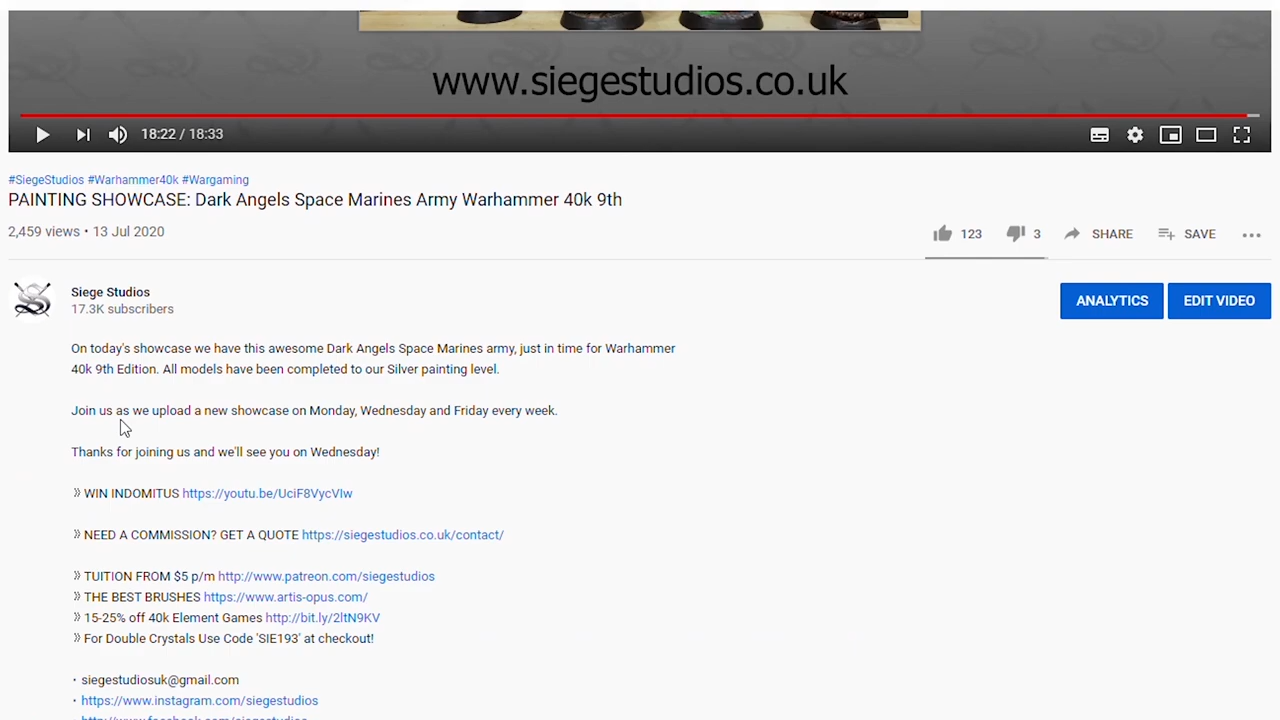 www.siegestudios.co.uk
18:22 / 18:33
#SiegeStudios #Warhammer40k #Wargaming
PAINTING SHOWCASE: Dark Angels Space Marines Army Warhammer 40k 9th
2,459 views • 13 Jul 2020
123 3 SHARE SAVE
Siege Studios
17.3K subscribers
ANALYTICS EDIT VIDEO
On today's showcase we have this awesome Dark Angels Space Marines army, just in time for Warhammer
40k 9th Edition. All models have been completed to our Silver painting level.
Join us as we upload a new showcase on Monday, Wednesday and Friday every week.
Thanks for joining us and we'll see you on Wednesday!
⟫ WIN INDOMITUS https://youtu.be/UciF8VycVIw
⟫ NEED A COMMISSION? GET A QUOTE https://siegestudios.co.uk/contact/
⟫ TUITION FROM $5 p/m http://www.patreon.com/siegestudios
⟫ THE BEST BRUSHES https://www.artis-opus.com/
⟫ 15-25% off 40k Element Games http://bit.ly/2ltN9KV
⟫ For Double Crystals Use Code 'SIE193' at checkout!
· siegestudiosuk@gmail.com
· https://www.instagram.com/siegestudios
· http://www.facebook.com/siegestudios